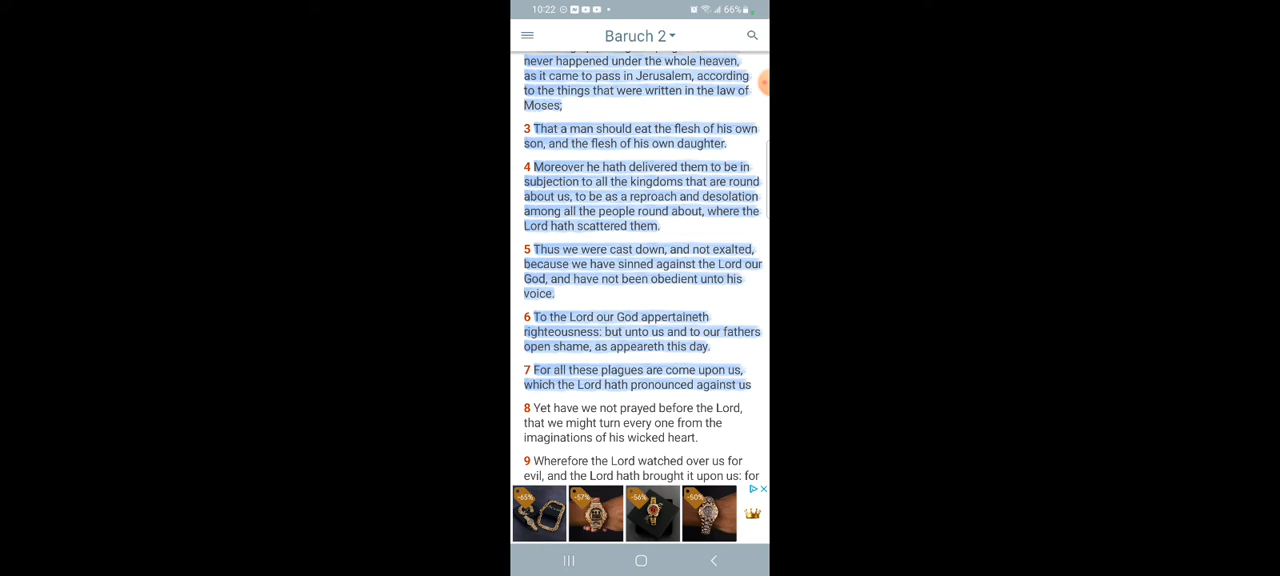 10:22
66%
Baruch 2
never happened under the whole heaven,
as it came to pass in Jerusalem, according
to the things that were written in the law of
Moses;
3 That a man should eat the flesh of his own
son, and the flesh of his own daughter.
4 Moreover he hath delivered them to be in
subjection to all the kingdoms that are round
about us, to be as a reproach and desolation
among all the people round about, where the
Lord hath scattered them.
5 Thus we were cast down, and not exalted,
because we have sinned against the Lord our
God, and have not been obedient unto his
voice.
6 To the Lord our God appertaineth
righteousness: but unto us and to our fathers
open shame, as appeareth this day.
7 For all these plagues are come upon us,
which the Lord hath pronounced against us
8 Yet have we not prayed before the Lord,
that we might turn every one from the
imaginations of his wicked heart.
9 Wherefore the Lord watched over us for
evil, and the Lord hath brought it upon us: for
-65% -57% -56% -50%